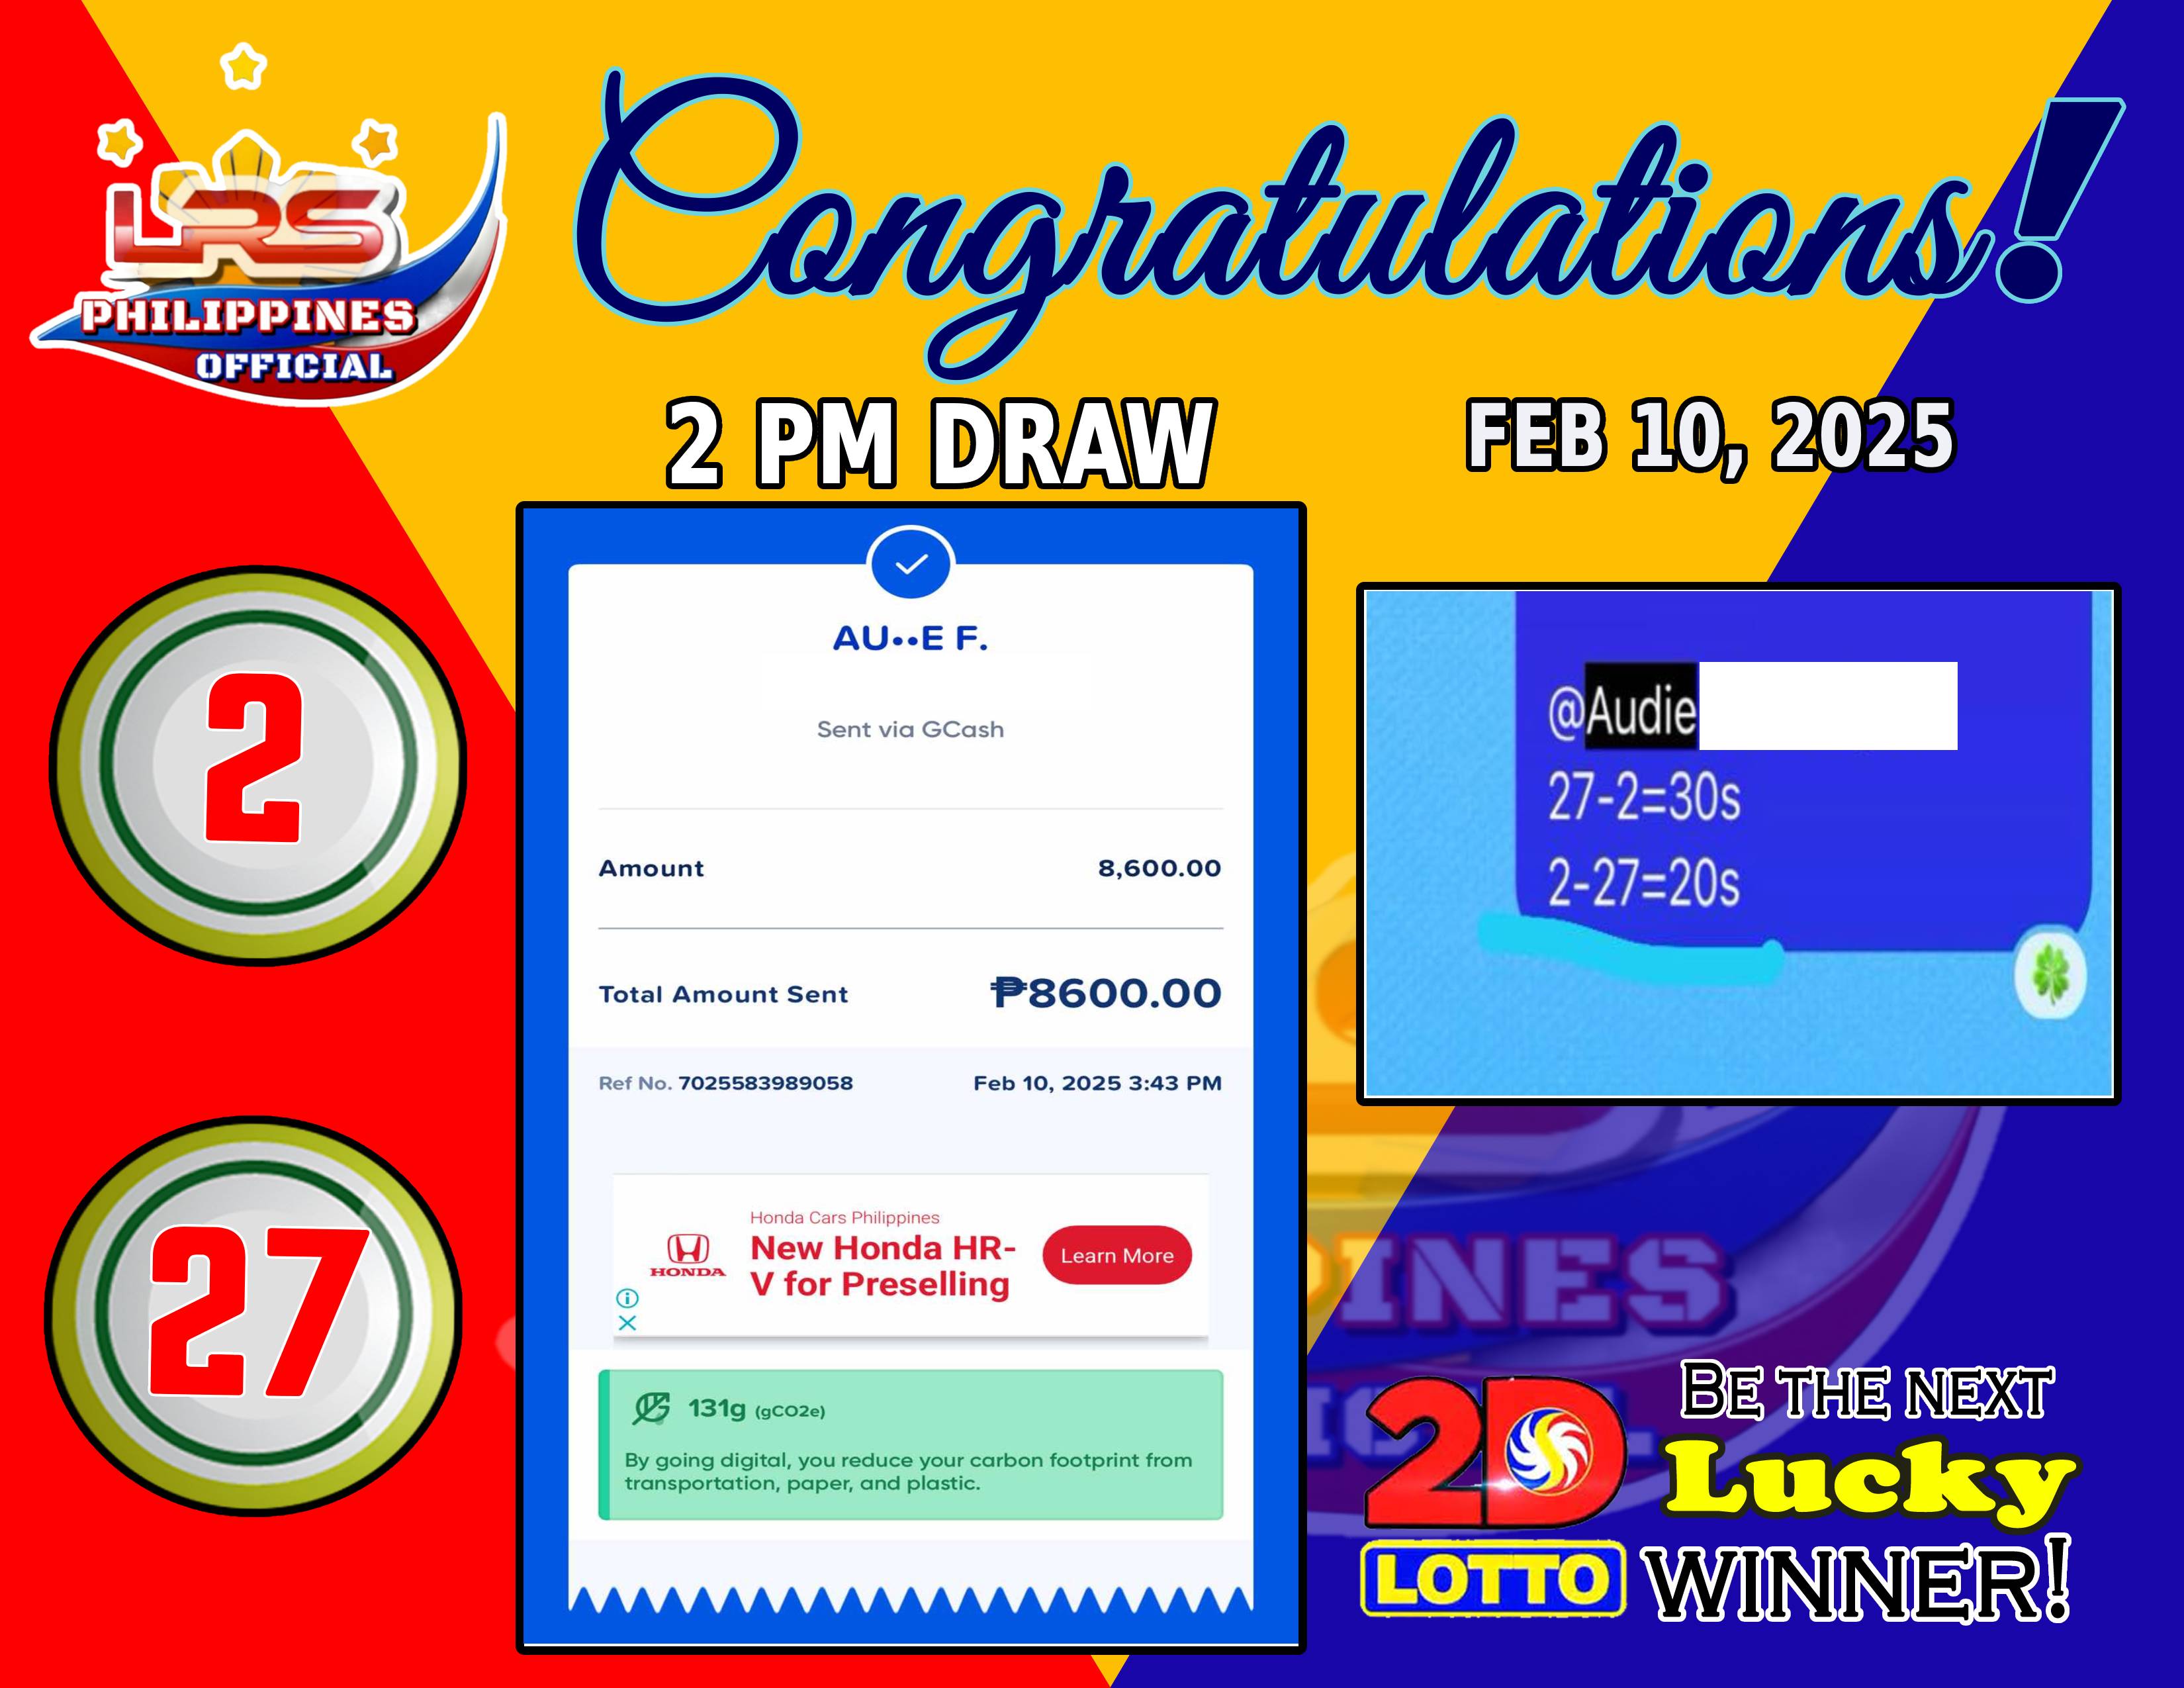 LRS
PHILIPPINES
OFFICIAL
Congratulations!
2 PM DRAW
FEB 10, 2025
2
27
AU••E F.
Sent via GCash
Amount 8,600.00
Total Amount Sent ₱8600.00
Ref No. 7025583989058 Feb 10, 2025 3:43 PM
Honda Cars Philippines
New Honda HR-
V for Preselling
HONDA
Learn More
131g (gCO2e)
By going digital, you reduce your carbon footprint from
transportation, paper, and plastic.
@Audie
27-2=30s
2-27=20s
PINES
2D
LOTTO
BE THE NEXT
Lucky
WINNER!